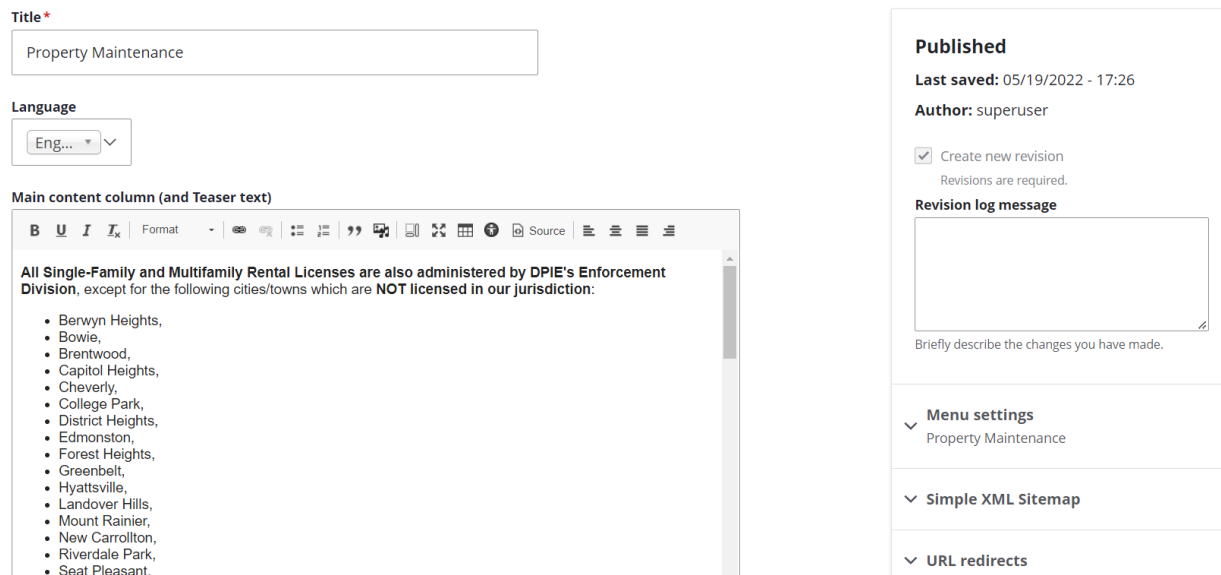 Title*
Property Maintenance
Language
Eng...
Main content column (and Teaser text)
B U I Tx Format Source
All Single-Family and Multifamily Rental Licenses are also administered by DPIE's Enforcement
Division, except for the following cities/towns which are NOT licensed in our jurisdiction:
• Berwyn Heights,
• Bowie,
• Brentwood,
• Capitol Heights,
• Cheverly,
• College Park,
• District Heights,
• Edmonston,
• Forest Heights,
• Greenbelt,
• Hyattsville,
• Landover Hills,
• Mount Rainier,
• New Carrollton,
• Riverdale Park,
• Seat Pleasant,
Published
Last saved: 05/19/2022 - 17:26
Author: superuser
Create new revision
Revisions are required.
Revision log message
Briefly describe the changes you have made.
Menu settings
Property Maintenance
Simple XML Sitemap
URL redirects